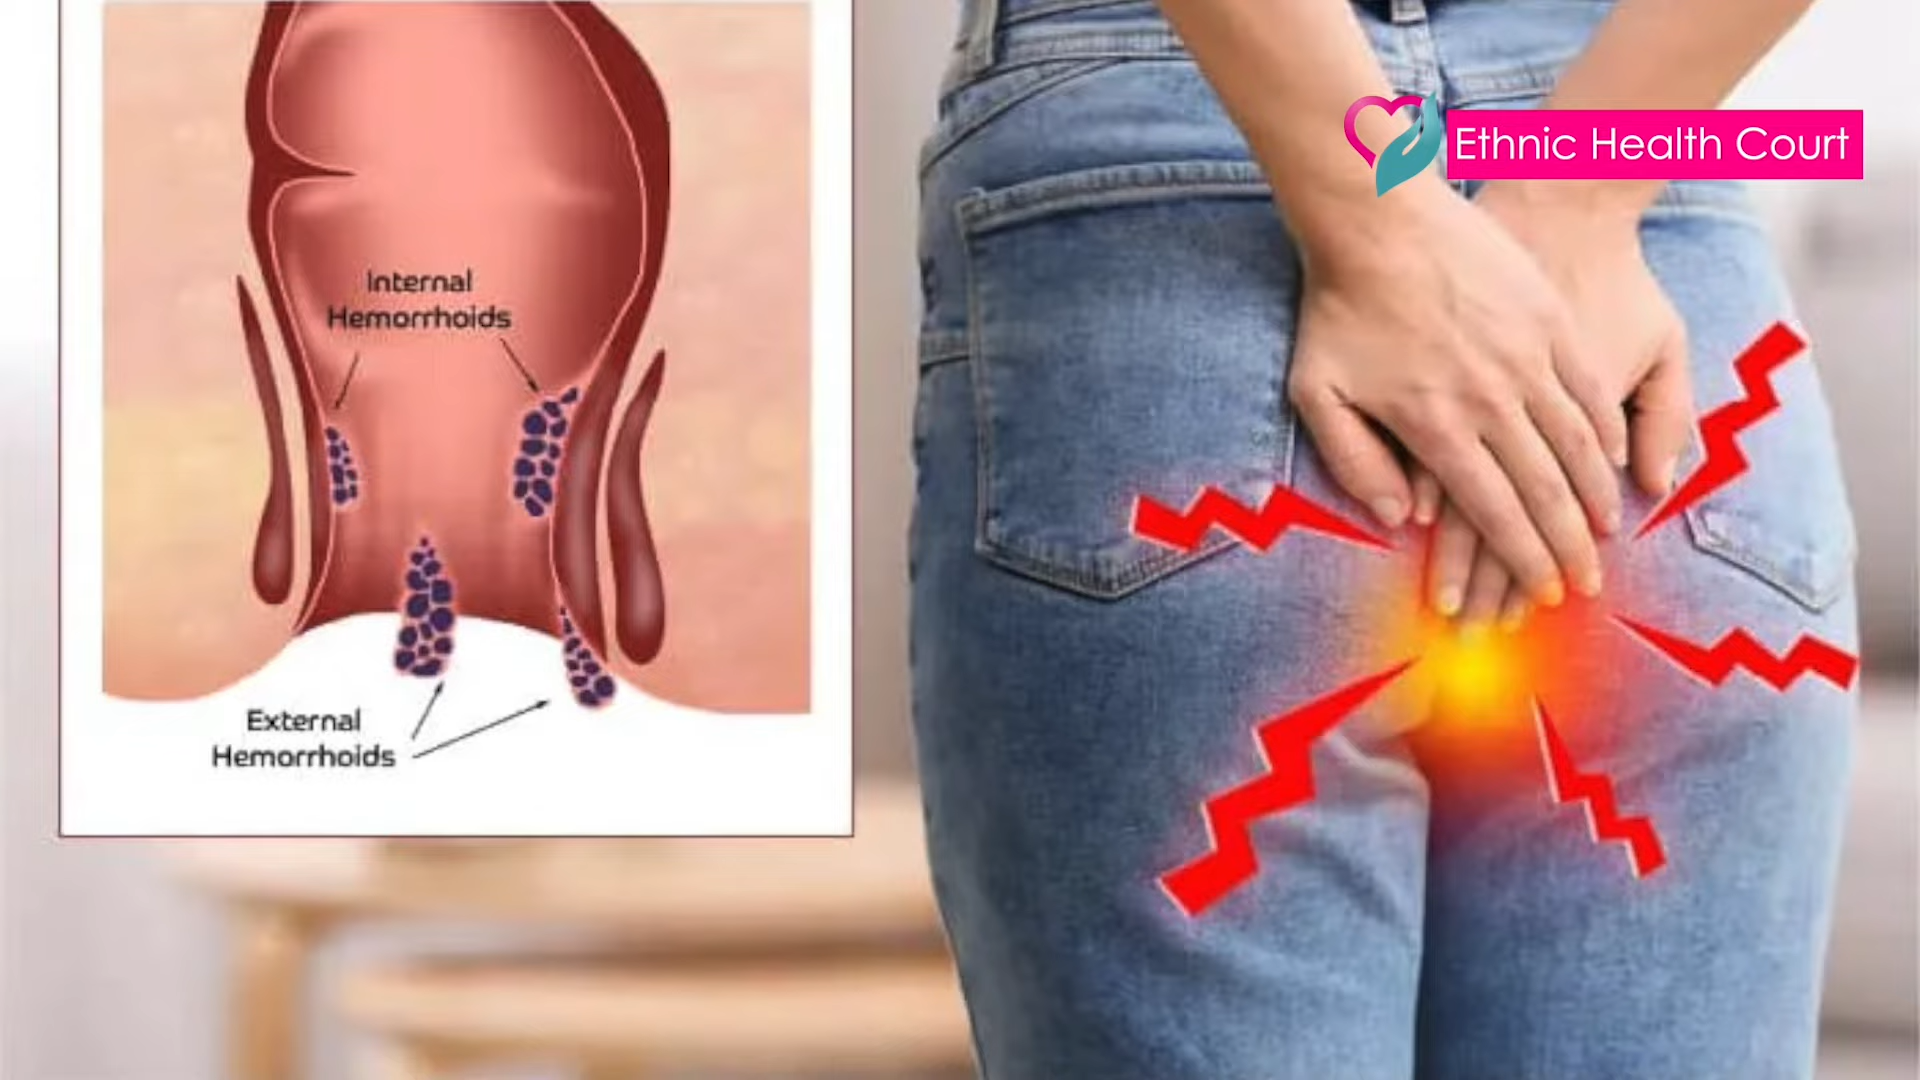 Ethnic Health Court
Internal
Hemorrhoids
External
Hemorrhoids